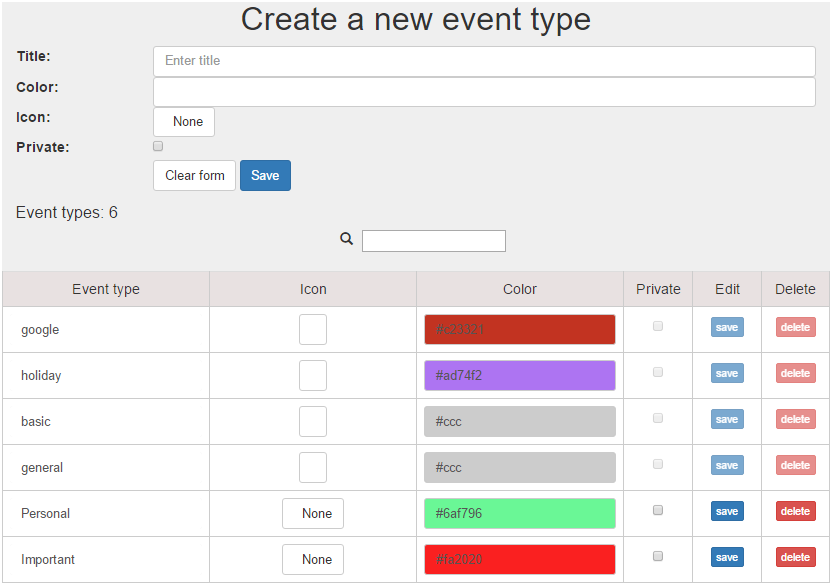 Create a new event type
Title: Enter title
Color:
Icon: None
Private:
Clear form Save
Event types: 6
Event type Icon Color Private Edit Delete
google #c23321 save delete
holiday #ad74f2 save delete
basic #ccc save delete
general #ccc save delete
Personal None #6af796 save delete
Important None #fa2020 save delete